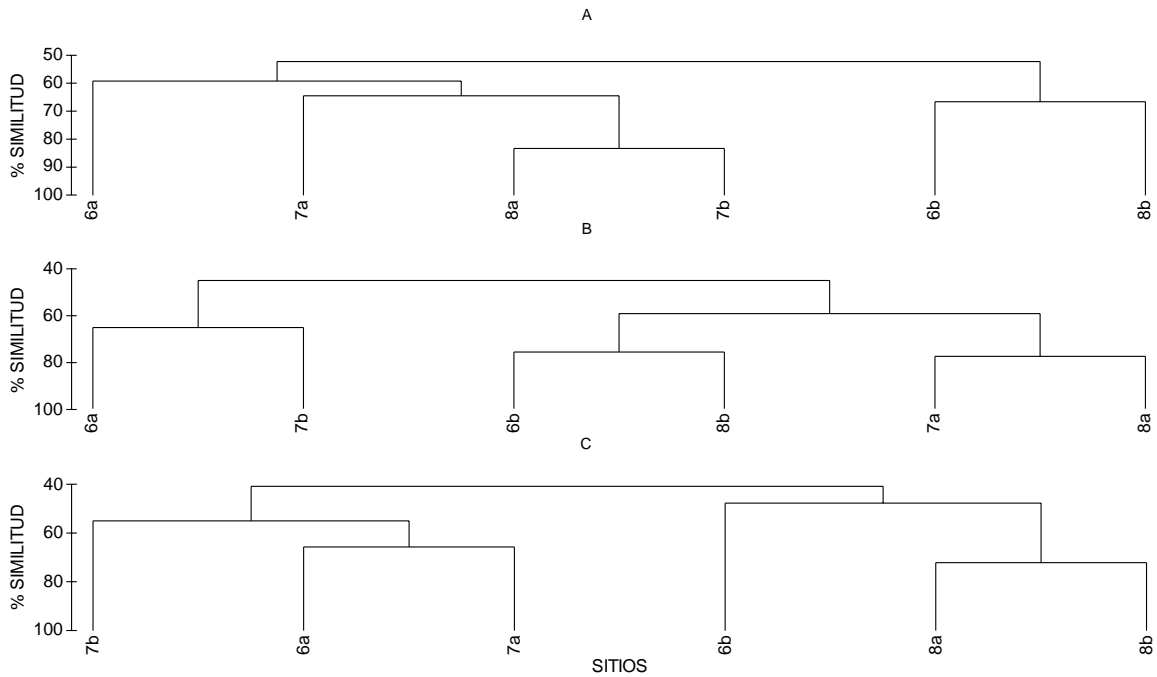 A
% SIMILITUD
50
60
70
80
90
100
6a 7a 8a 7b 6b 8b
B
% SIMILITUD
40
60
80
100
6a 7b 6b 8b 7a 8a
C
% SIMILITUD
40
60
80
100
7b 6a 7a 6b 8a 8b
SITIOS